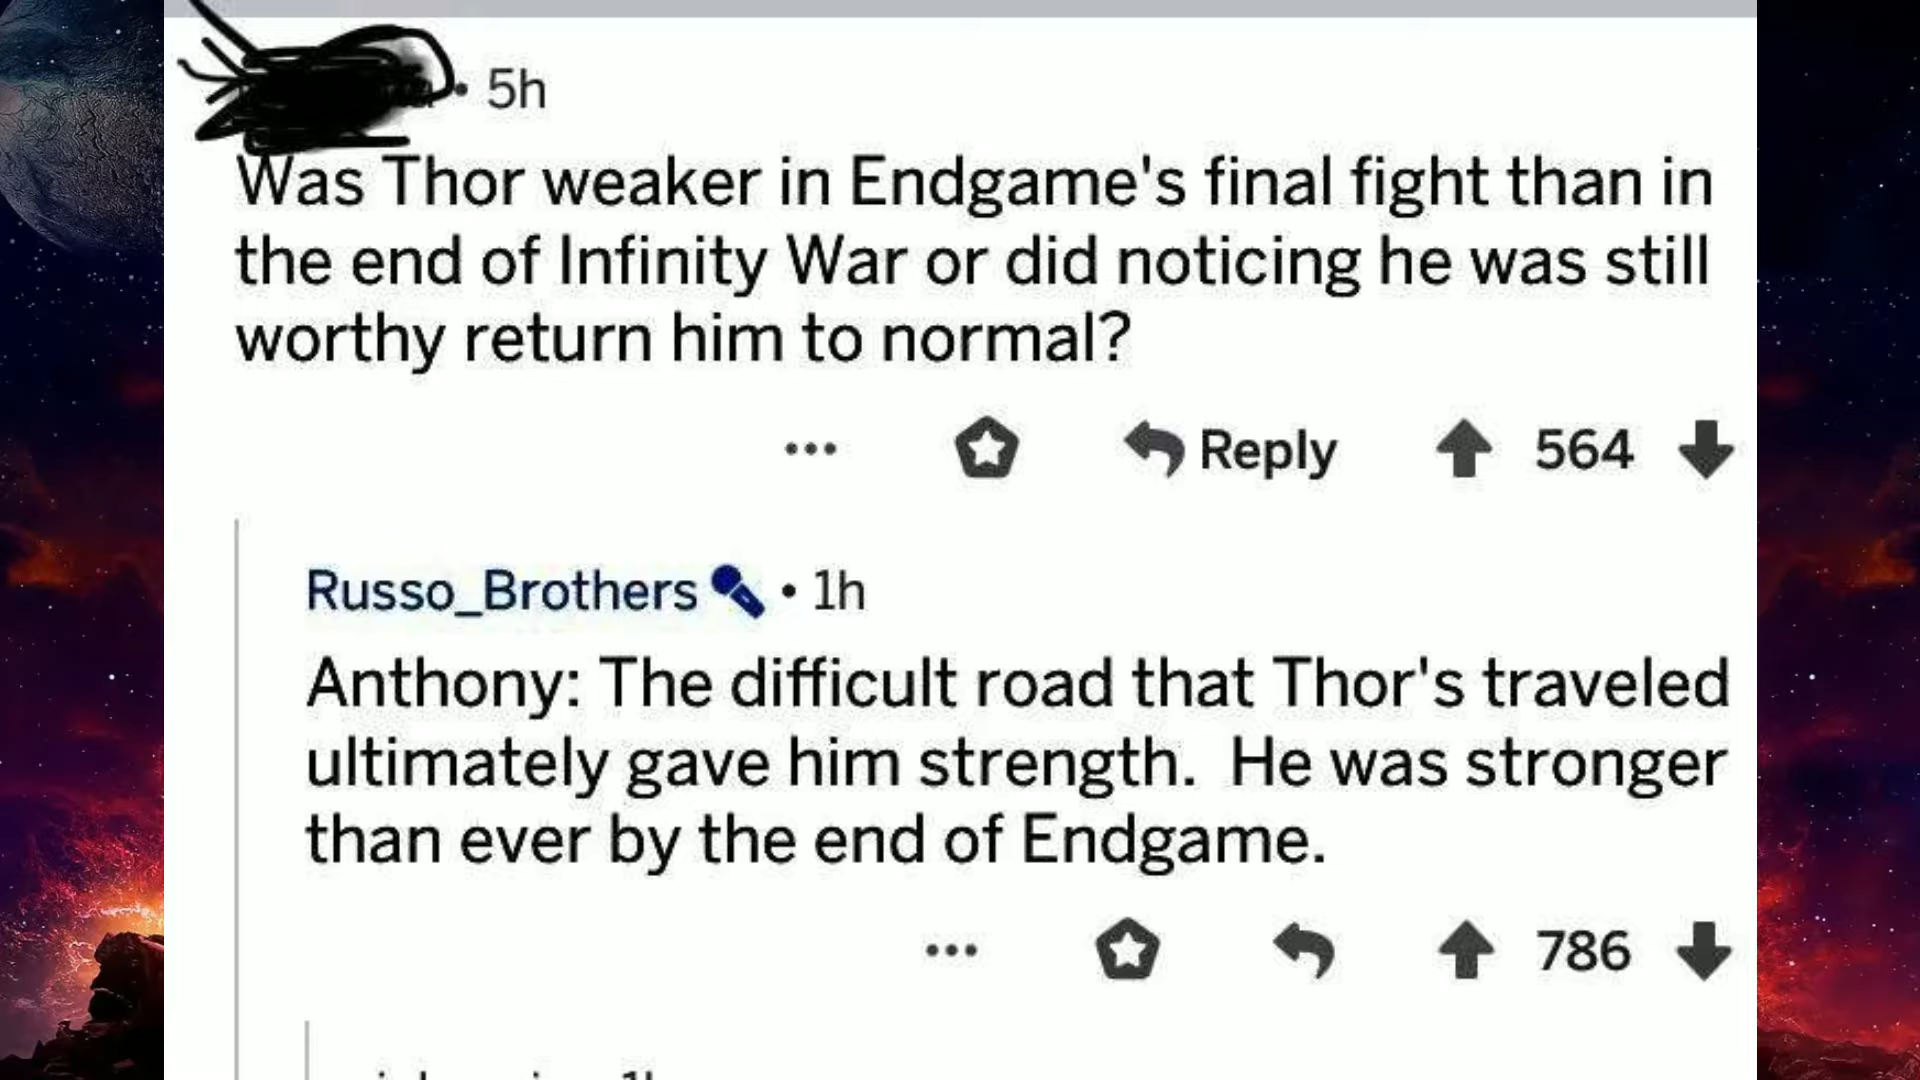 • 5h
Was Thor weaker in Endgame's final fight than in
the end of Infinity War or did noticing he was still
worthy return him to normal?
Reply 564
Russo_Brothers • 1h
Anthony: The difficult road that Thor's traveled
ultimately gave him strength. He was stronger
than ever by the end of Endgame.
786